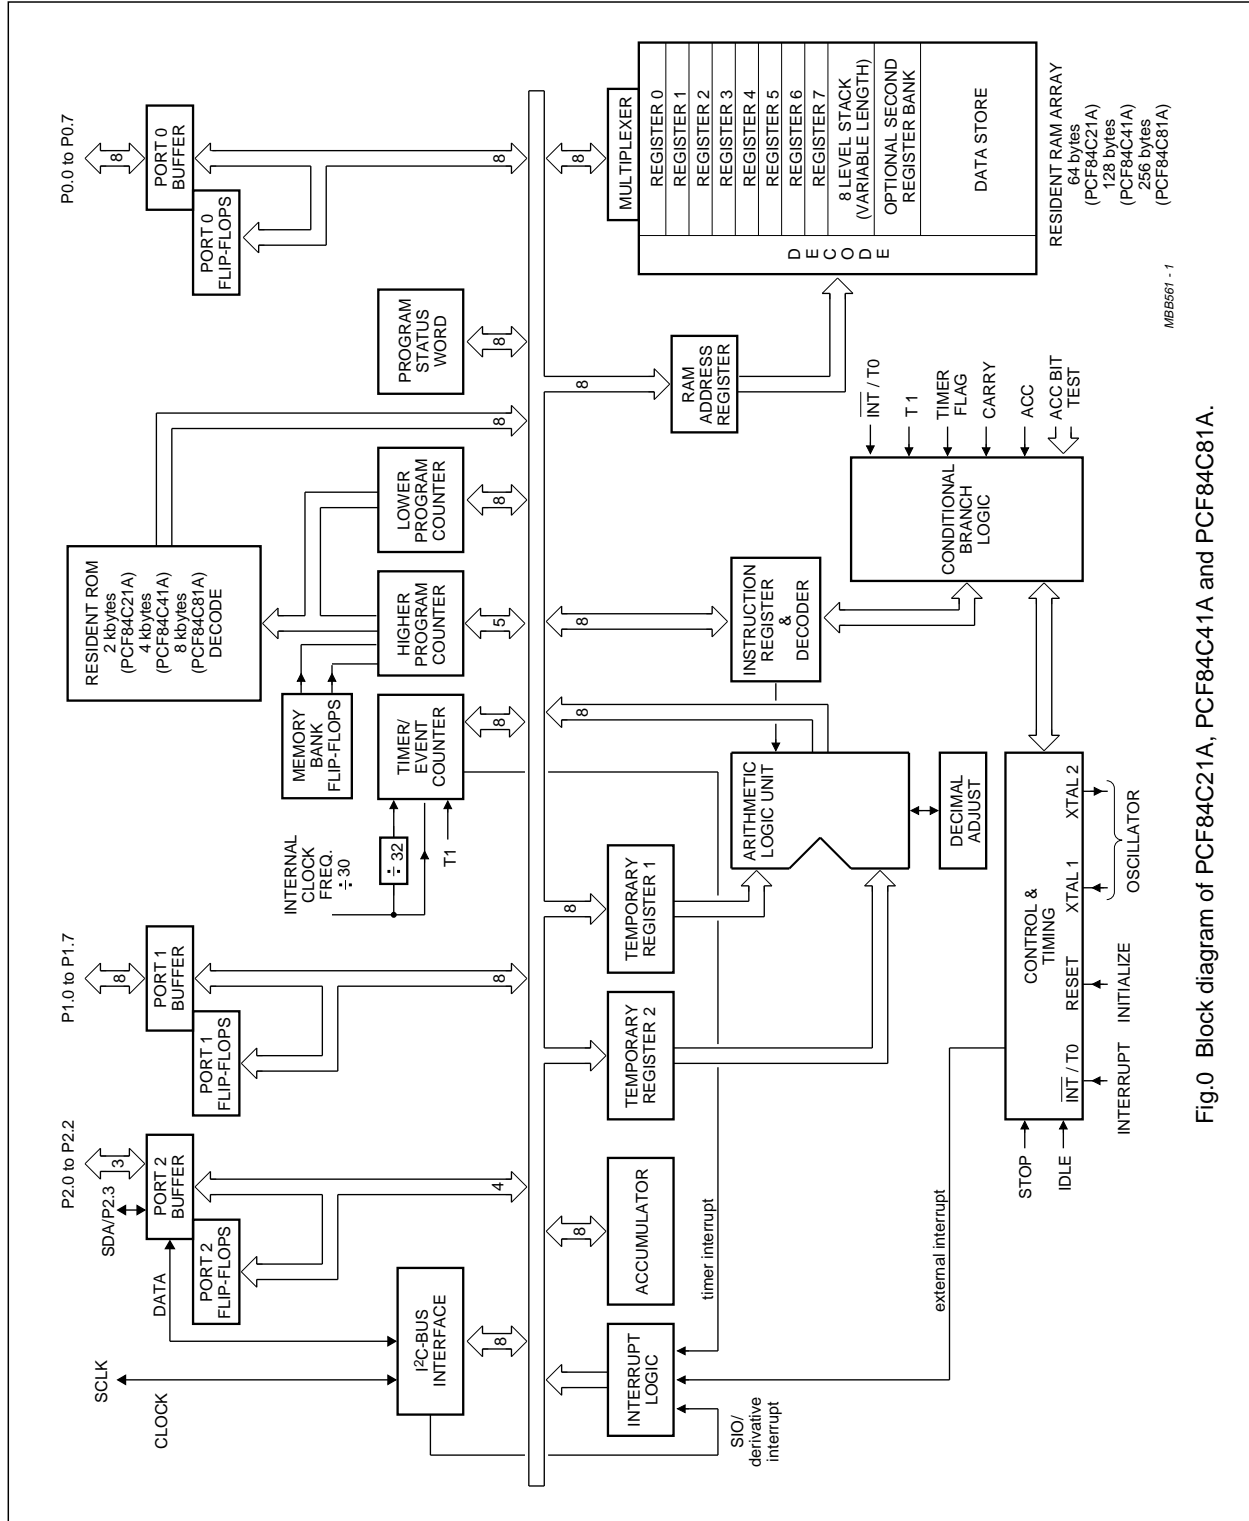 SCLK
CLOCK
DATA
SDA/P2.3
P2.0 to P2.2
3
PORT 2
BUFFER
PORT 2
FLIP-FLOPS
4
I²C-BUS
INTERFACE
8
P1.0 to P1.7
8
PORT 1
BUFFER
PORT 1
FLIP-FLOPS
8
INTERNAL
CLOCK
FREQ.
÷30
÷ 32
T1
TIMER/
EVENT
COUNTER
8
MEMORY
BANK
FLIP-FLOPS
RESIDENT ROM
2 kbytes
(PCF84C21A)
4 kbytes
(PCF84C41A)
8 kbytes
(PCF84C81A)
DECODE
HIGHER
PROGRAM
COUNTER
5
LOWER
PROGRAM
COUNTER
8
8
PROGRAM
STATUS
WORD
8
P0.0 to P0.7
8
PORT 0
BUFFER
PORT 0
FLIP-FLOPS
8
INTERRUPT
LOGIC
SIO/
derivative
interrupt
timer interrupt
external interrupt
8
ACCUMULATOR
TEMPORARY
REGISTER 2
8
TEMPORARY
REGISTER 1
8
ARITHMETIC
LOGIC UNIT
DECIMAL
ADJUST
8
INSTRUCTION
REGISTER
&
DECODER
8
RAM
ADDRESS
REGISTER
8
MULTIPLEXER
DECODE
REGISTER 0
REGISTER 1
REGISTER 2
REGISTER 3
REGISTER 4
REGISTER 5
REGISTER 6
REGISTER 7
8 LEVEL STACK
(VARIABLE LENGTH)
OPTIONAL SECOND
REGISTER BANK
DATA STORE
RESIDENT RAM ARRAY
64 bytes
(PCF84C21A)
128 bytes
(PCF84C41A)
256 bytes
(PCF84C81A)
CONDITIONAL
BRANCH
LOGIC
INT / T0
T 1
TIMER
FLAG
CARRY
ACC
ACC BIT
TEST
CONTROL &
TIMING
STOP
IDLE
INT / T0
RESET
XTAL 1
XTAL 2
INTERRUPT
INITIALIZE
OSCILLATOR
MBB561 - 1
Fig.0 Block diagram of PCF84C21A, PCF84C41A and PCF84C81A.